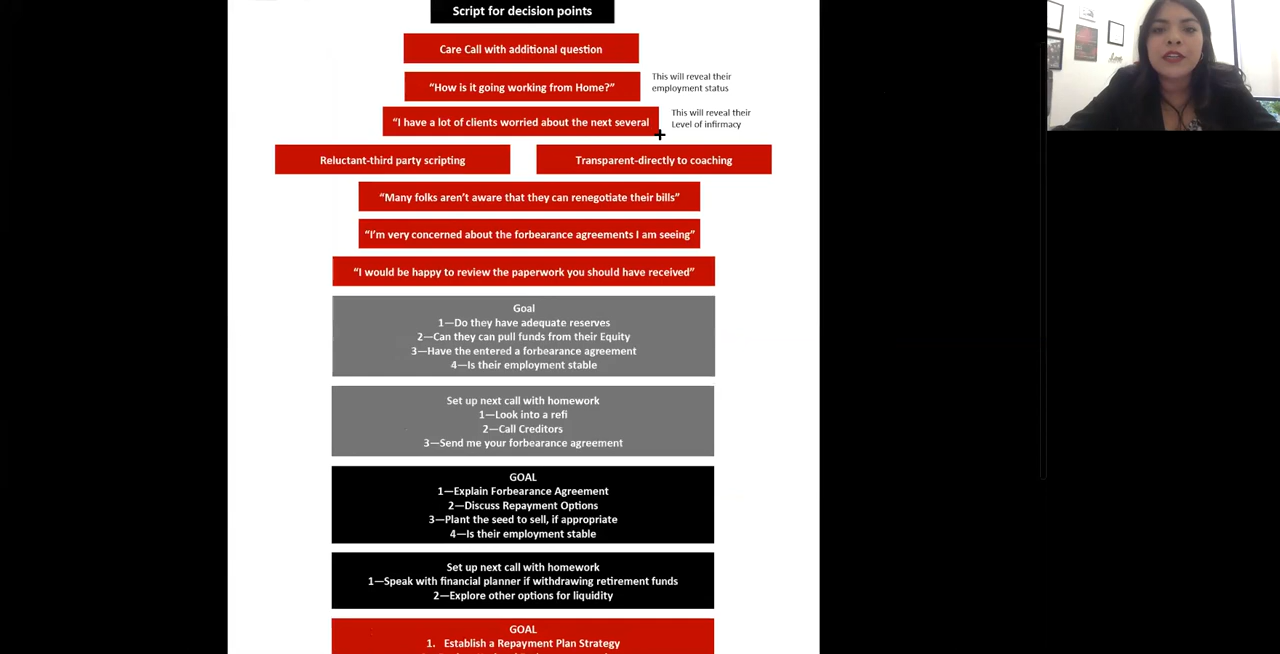 Script for decision points
Care Call with additional question
“How is it going working from Home?”
This will reveal their
employment status
“I have a lot of clients worried about the next several
This will reveal their
Level of infirmacy
Reluctant-third party scripting
Transparent-directly to coaching
“Many folks aren’t aware that they can renegotiate their bills”
“I’m very concerned about the forbearance agreements I am seeing”
“I would be happy to review the paperwork you should have received”
Goal
1—Do they have adequate reserves
2—Can they can pull funds from their Equity
3—Have the entered a forbearance agreement
4—Is their employment stable
Set up next call with homework
1—Look into a refi
2—Call Creditors
3—Send me your forbearance agreement
GOAL
1—Explain Forbearance Agreement
2—Discuss Repayment Options
3—Plant the seed to sell, if appropriate
4—Is their employment stable
Set up next call with homework
1—Speak with financial planner if withdrawing retirement funds
2—Explore other options for liquidity
GOAL
1. Establish a Repayment Plan Strategy